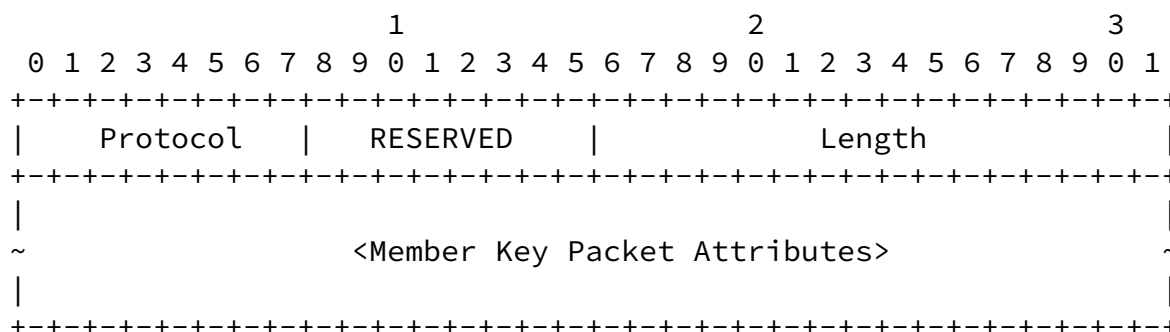 1                   2                   3
 0 1 2 3 4 5 6 7 8 9 0 1 2 3 4 5 6 7 8 9 0 1 2 3 4 5 6 7 8 9 0 1
+-+-+-+-+-+-+-+-+-+-+-+-+-+-+-+-+-+-+-+-+-+-+-+-+-+-+-+-+-+-+-+-+
|    Protocol   |   RESERVED    |            Length             |
+-+-+-+-+-+-+-+-+-+-+-+-+-+-+-+-+-+-+-+-+-+-+-+-+-+-+-+-+-+-+-+-+
|                                                               |
~                  <Member Key Packet Attributes>               ~
|                                                               |
+-+-+-+-+-+-+-+-+-+-+-+-+-+-+-+-+-+-+-+-+-+-+-+-+-+-+-+-+-+-+-+-+